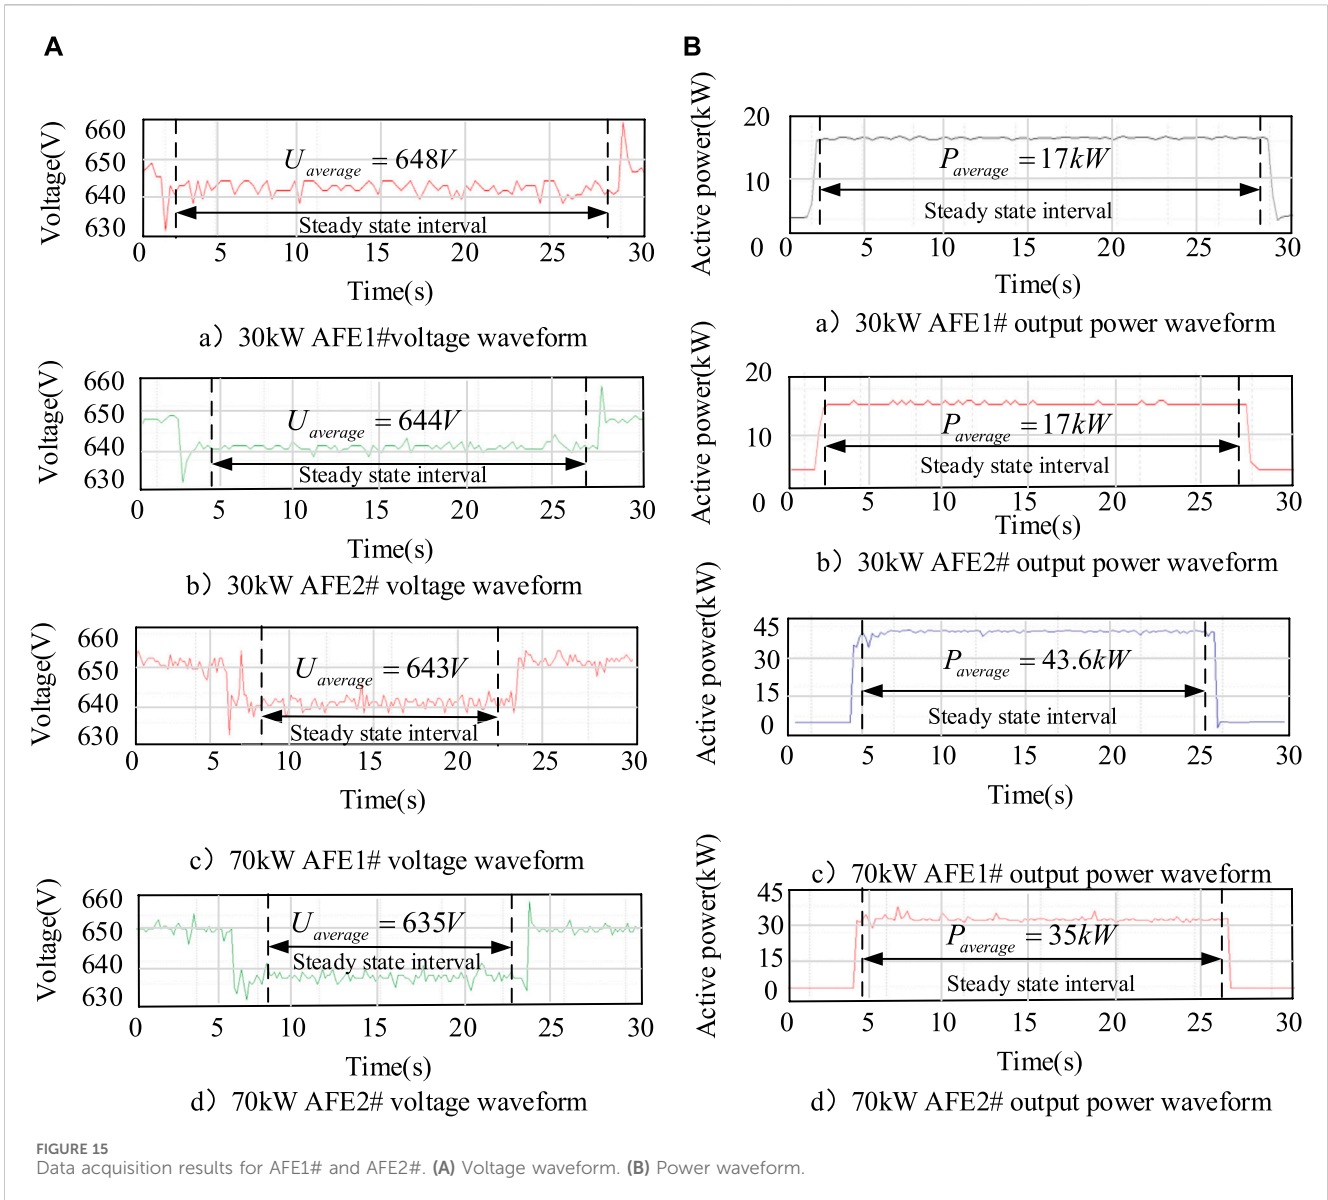 A
Voltage(V)
660
650
640
630
U average = 648V
Steady state interval
0 5 10 15 20 25 30
Time(s)
a）30kW AFE1#voltage waveform
Voltage(V)
660
650
640
630
U average = 644V
Steady state interval
0 5 10 15 20 25 30
Time(s)
b）30kW AFE2# voltage waveform
Voltage(V)
660
650
640
630
U average = 643V
Steady state interval
0 5 10 15 20 25 30
Time(s)
c）70kW AFE1# voltage waveform
Voltage(V)
660
650
640
630
U average = 635V
Steady state interval
0 5 10 15 20 25 30
Time(s)
d）70kW AFE2# voltage waveform
B
Active power(kW)
20
10
0
P average = 17kW
Steady state interval
0 5 10 15 20 25 30
Time(s)
a）30kW AFE1# output power waveform
Active power(kW)
20
10
0
P average = 17kW
Steady state interval
0 5 10 15 20 25 30
Time(s)
b）30kW AFE2# output power waveform
Active power(kW)
45
30
15
0
P average = 43.6kW
Steady state interval
0 5 10 15 20 25 30
Time(s)
c）70kW AFE1# output power waveform
Active power(kW)
45
30
15
0
P average = 35kW
Steady state interval
0 5 10 15 20 25 30
Time(s)
d）70kW AFE2# output power waveform
FIGURE 15
Data acquisition results for AFE1# and AFE2#. (A) Voltage waveform. (B) Power waveform.